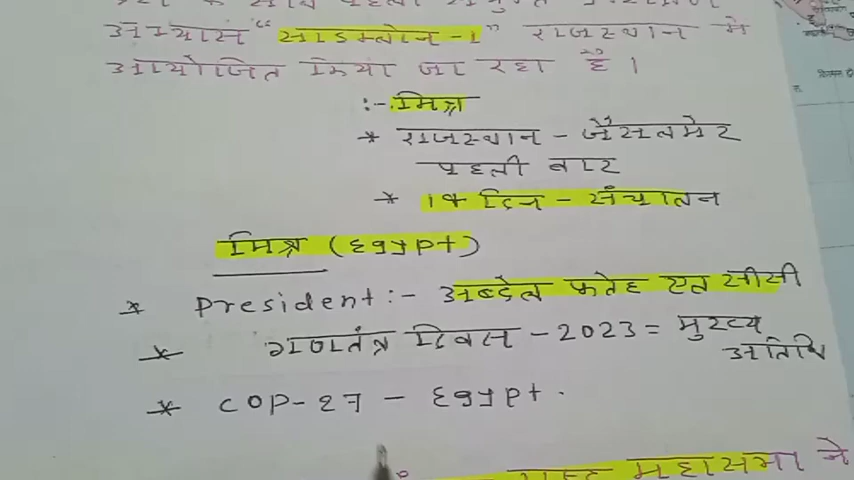 अभ्यास "साइक्लोन-1" राजस्थान मे
आयोजित किया जा रहा है।
:- मिस्र
* राजस्थान - जैसलमेर
पहली बार
* 14 दिन - संचालन
मिस्र (Egypt)
* President:- अब्देल फतेह एल सीसी
* गणतंत्र दिवस - 2023 = मुख्य
अतिथि
* COP-27 - Egypt.
महासभा ने